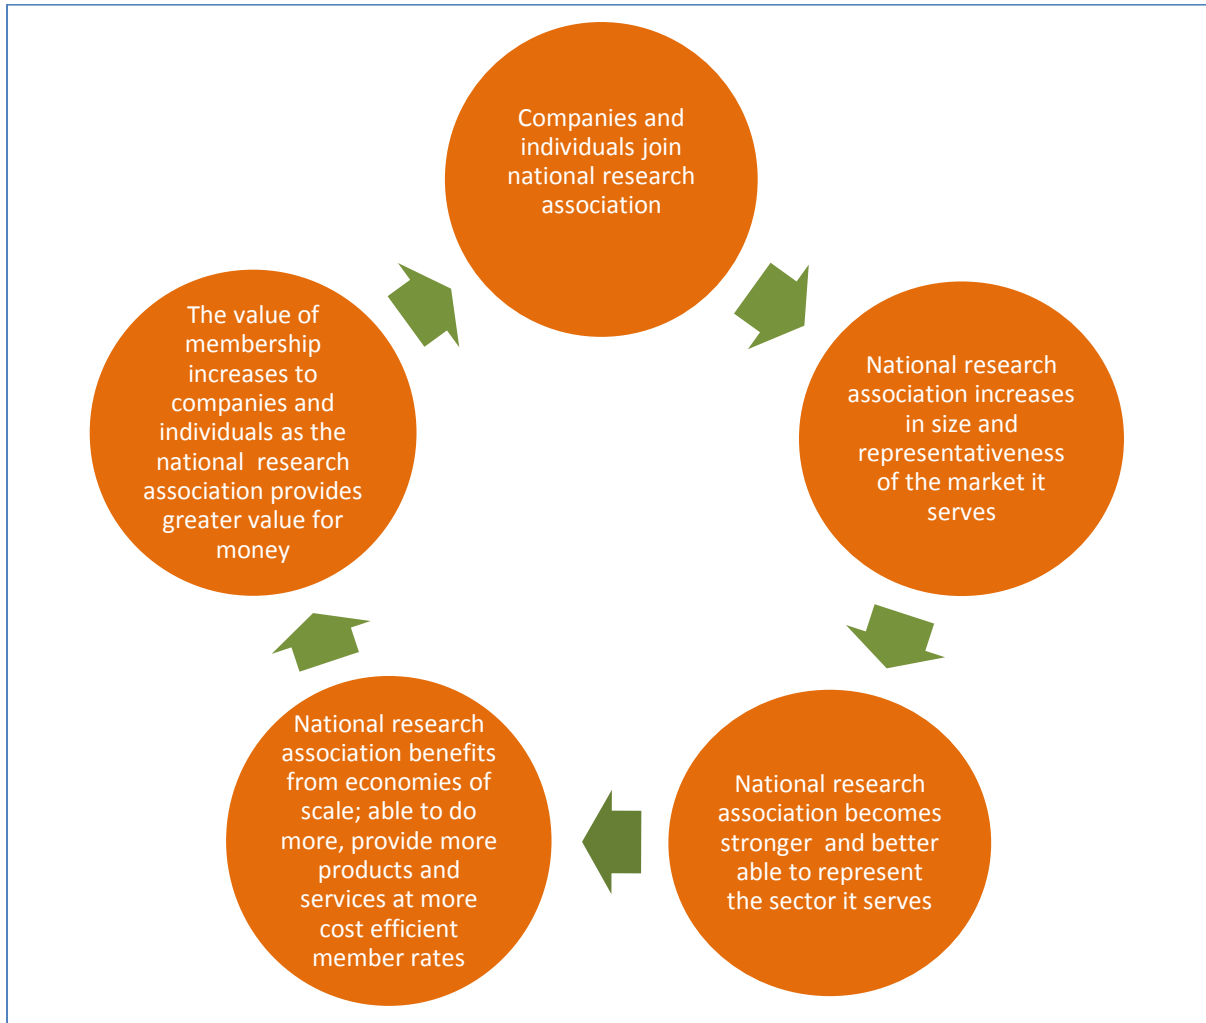 Companies and
individuals join
national research
association
National research
association increases
in size and
representativeness
of the market it
serves
National research
association becomes
stronger  and better
able to represent
the sector it serves
National research
association benefits
from economies of
scale; able to do
more, provide more
products and
services at more
cost efficient
member rates
The value of
membership
increases to
companies and
individuals as the
national  research
association provides
greater value for
money